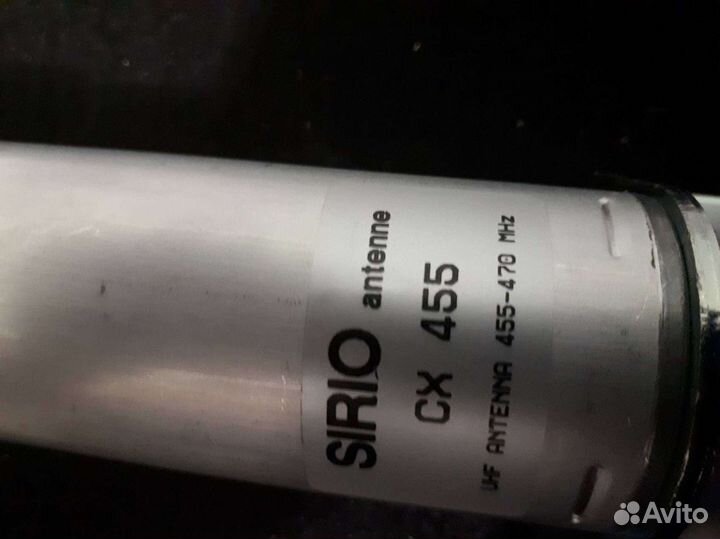 SIRIO antenne
CX 455
UHF ANTENNA 455-470 MHz
Avito